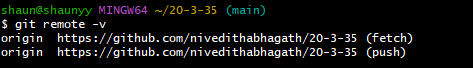 shaun@shaunyy MINGW64 ~/20-3-35 (main)
$ git remote -v
origin  https://github.com/nivedithabhagath/20-3-35 (fetch)
origin  https://github.com/nivedithabhagath/20-3-35 (push)